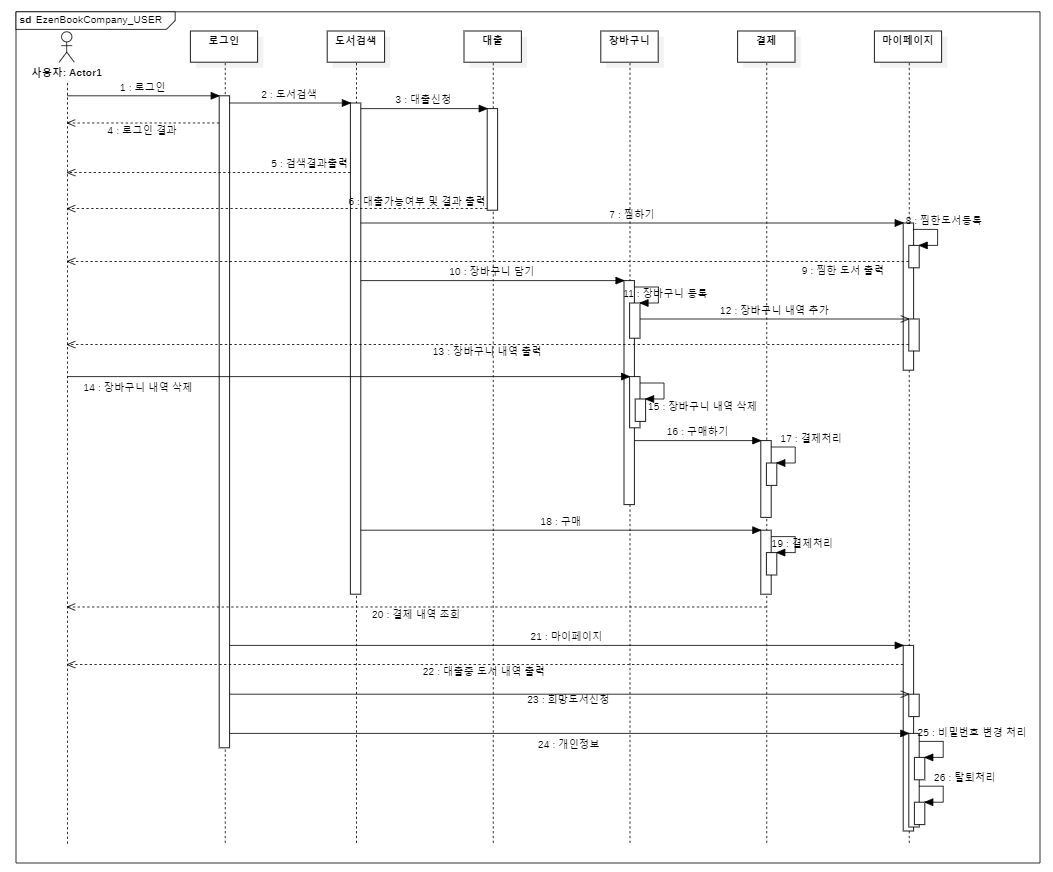 sd EzenBookCompany_USER
사용자: Actor1
로그인
도서검색
대출
장바구니
결제
마이페이지
1 : 로그인
2 : 도서검색
3 : 대출신청
4 : 로그인 결과
5 : 검색결과출력
6 : 대출가능여부 및 결과 출력
7 : 찜하기
8 : 찜한도서등록
9 : 찜한 도서 출력
10 : 장바구니 담기
11 : 장바구니 등록
12 : 장바구니 내역 추가
13 : 장바구니 내역 출력
14 : 장바구니 내역 삭제
15 : 장바구니 내역 삭제
16 : 구매하기
17 : 결제처리
18 : 구매
19 : 결제처리
20 : 결제 내역 조회
21 : 마이페이지
22 : 대출중 도서 내역 출력
23 : 희망도서신청
24 : 개인정보
25 : 비밀번호 변경 처리
26 : 탈퇴처리